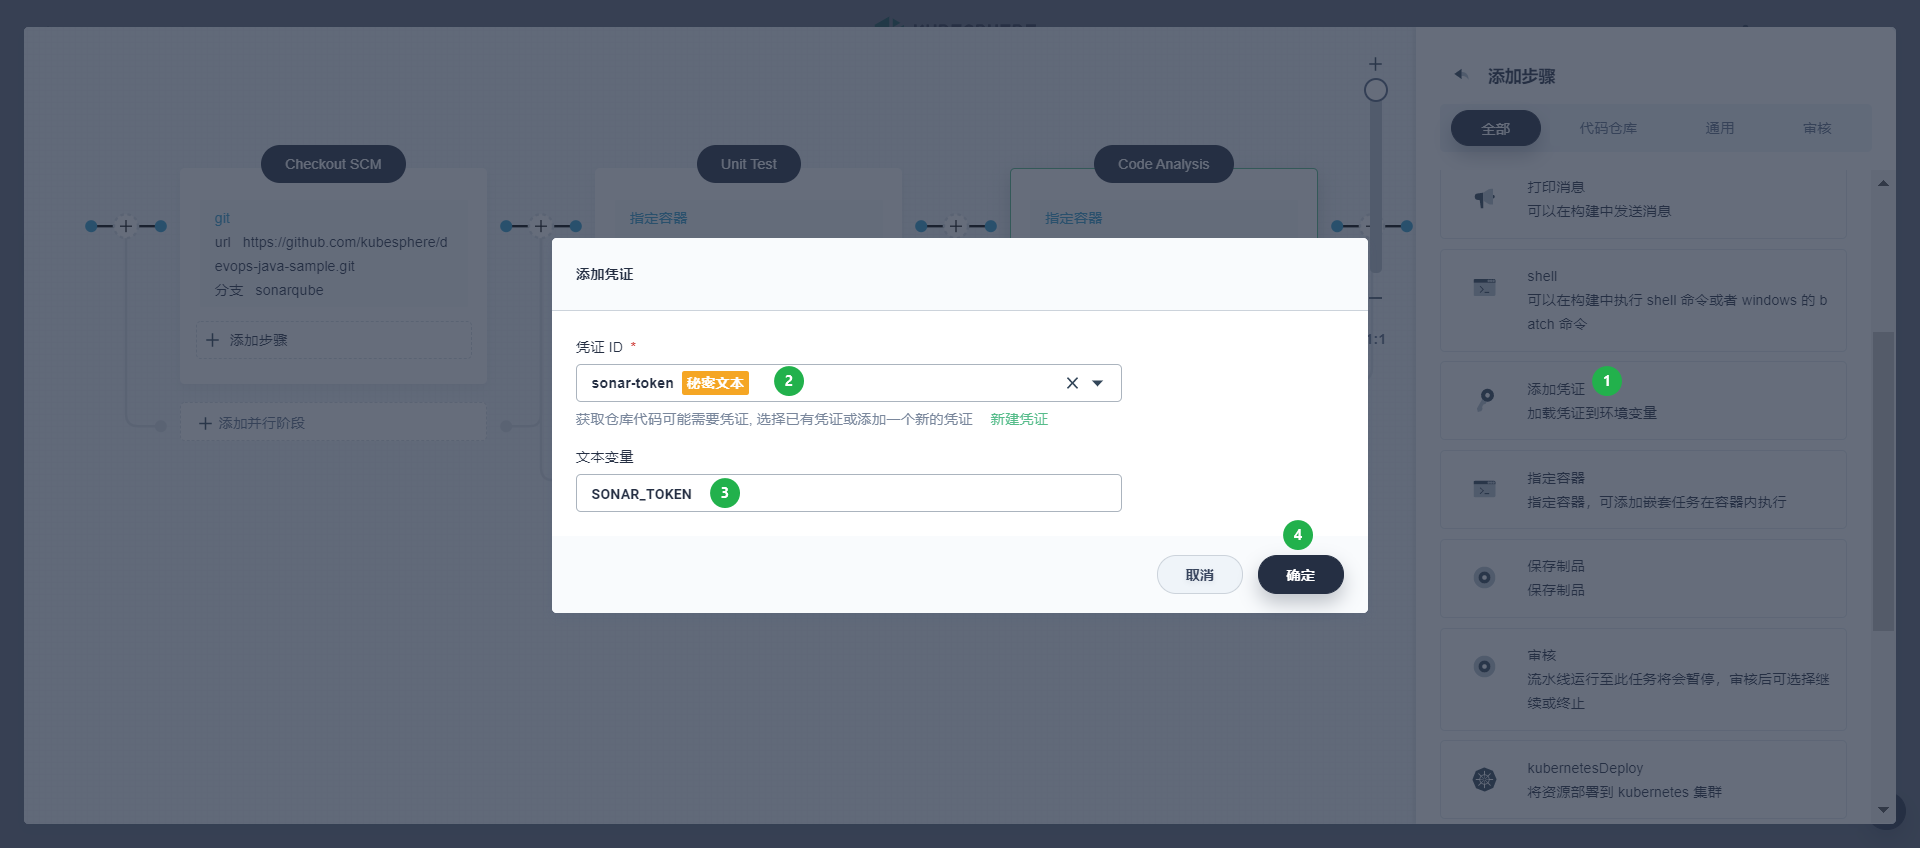 Checkout SCM
git
url https://github.com/kubesphere/d
evops-java-sample.git
分支 sonarqube
添加步骤
添加并行阶段
Unit Test
指定容器
Code Analysis
指定容器
1:1
添加凭证
凭证 ID *
sonar-token 秘密文本 2
获取仓库代码可能需要凭证, 选择已有凭证或添加一个新的凭证 新建凭证
文本变量
SONAR_TOKEN 3
4
取消 确定
添加步骤
全部 代码仓库 通用 审核
打印消息
可以在构建中发送消息
shell
可以在构建中执行 shell 命令或者 windows 的 b
atch 命令
添加凭证 1
加载凭证到环境变量
指定容器
指定容器，可添加嵌套任务在容器内执行
保存制品
保存制品
审核
流水线运行至此任务将会暂停，审核后可选择继
续或终止
kubernetesDeploy
将资源部署到 kubernetes 集群